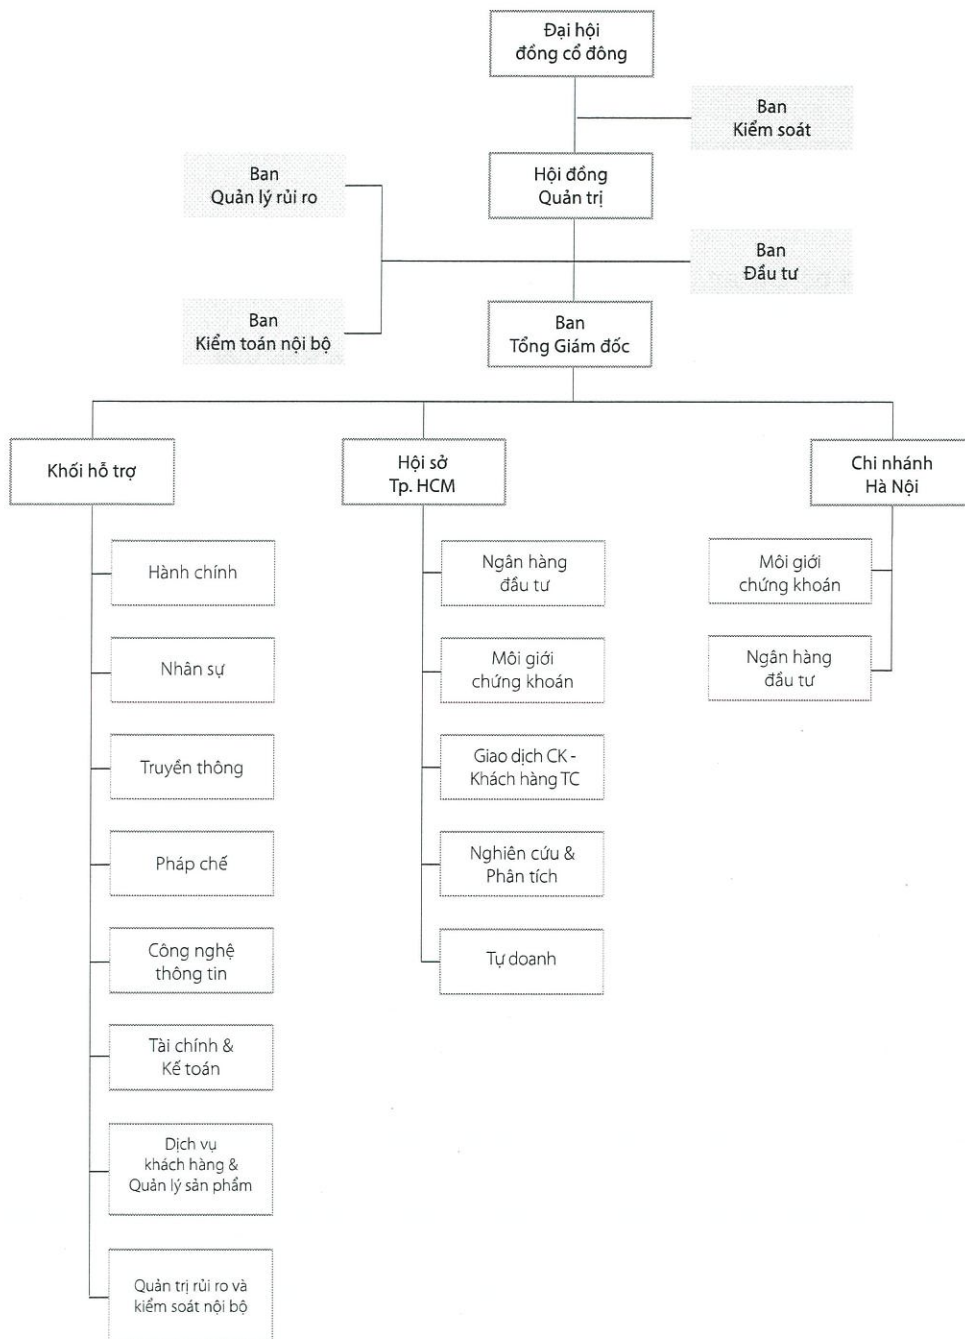 Đại hội
đồng cổ đông
Ban
Kiểm soát
Hội đồng
Quản trị
Ban
Quản lý rủi ro
Ban
Đầu tư
Ban
Kiểm toán nội bộ
Ban
Tổng Giám đốc
Khối hỗ trợ
Hành chính
Nhân sự
Truyền thông
Pháp chế
Công nghệ
thông tin
Tài chính &
Kế toán
Dịch vụ
khách hàng &
Quản lý sản phẩm
Quản trị rủi ro và
kiểm soát nội bộ
Hội sở
Tp. HCM
Ngân hàng
đầu tư
Môi giới
chứng khoán
Giao dịch CK -
Khách hàng TC
Nghiên cứu &
Phân tích
Tự doanh
Chi nhánh
Hà Nội
Môi giới
chứng khoán
Ngân hàng
đầu tư